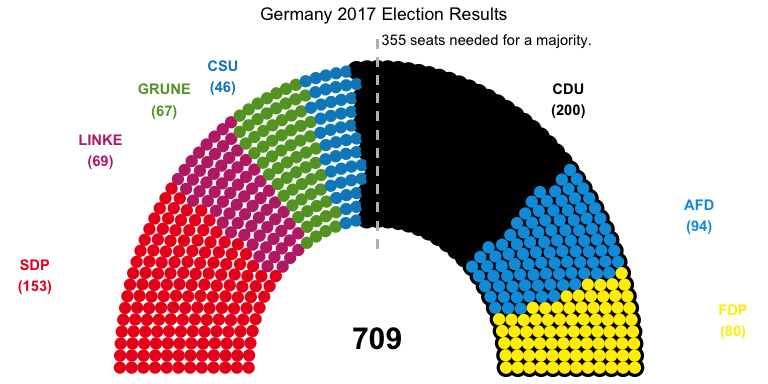 Germany 2017 Election Results
355 seats needed for a majority.
CSU
(46)
GRUNE
(67)
CDU
(200)
LINKE
(69)
AFD
(94)
SDP
(153)
FDP
(80)
709